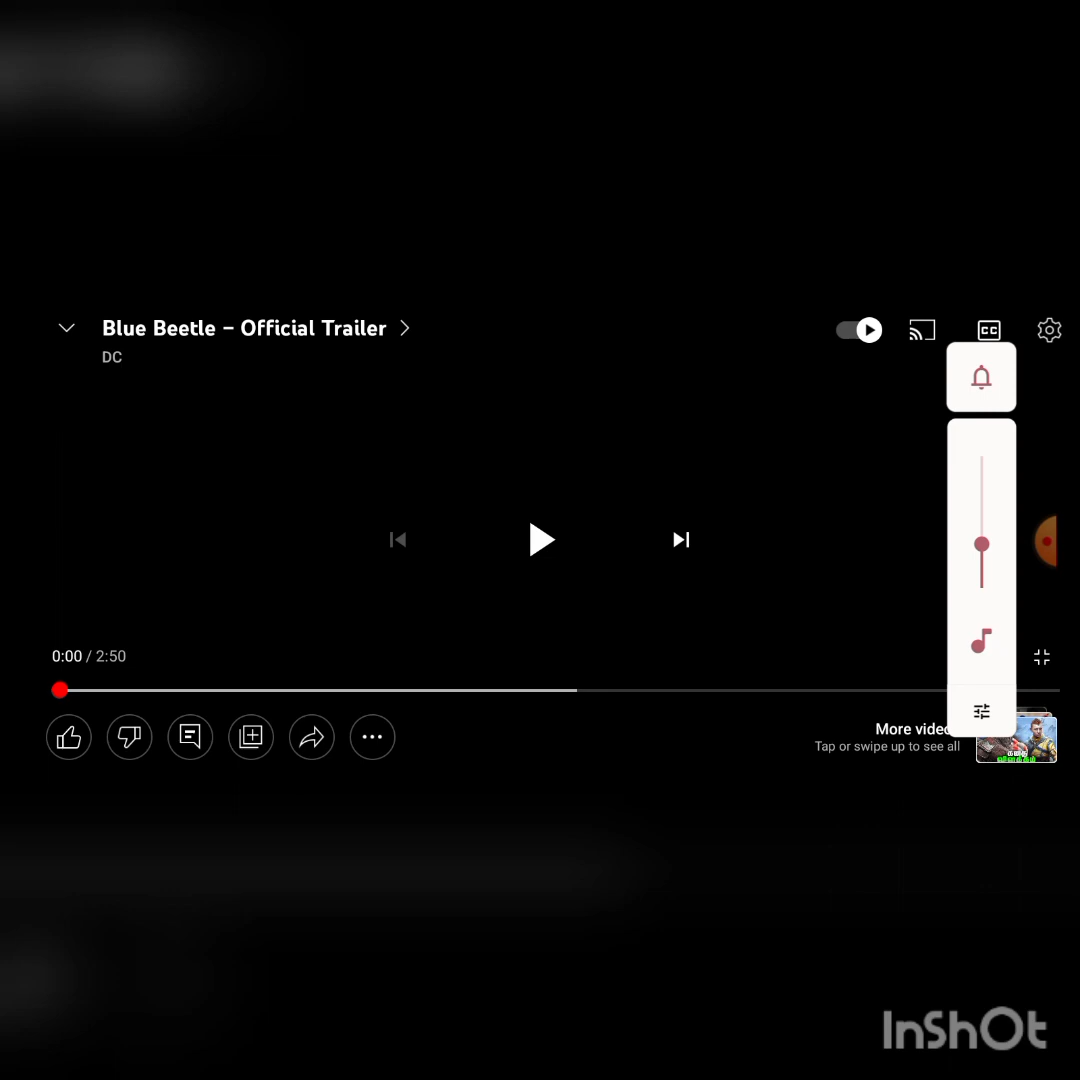 Blue Beetle – Official Trailer
DC
CC
0:00 / 2:50
More video
Tap or swipe up to see all
InShOt